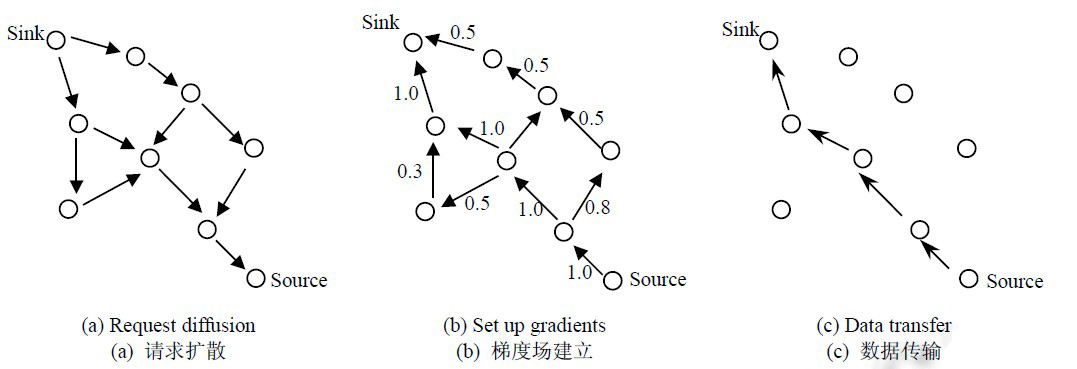 Sink
Source
(a) Request diffusion
(a) 请求扩散
Sink
0.5
0.5
1.0
1.0
0.5
0.3
0.5
1.0
0.8
1.0
Source
(b) Set up gradients
(b) 梯度场建立
Sink
Source
(c) Data transfer
(c) 数据传输